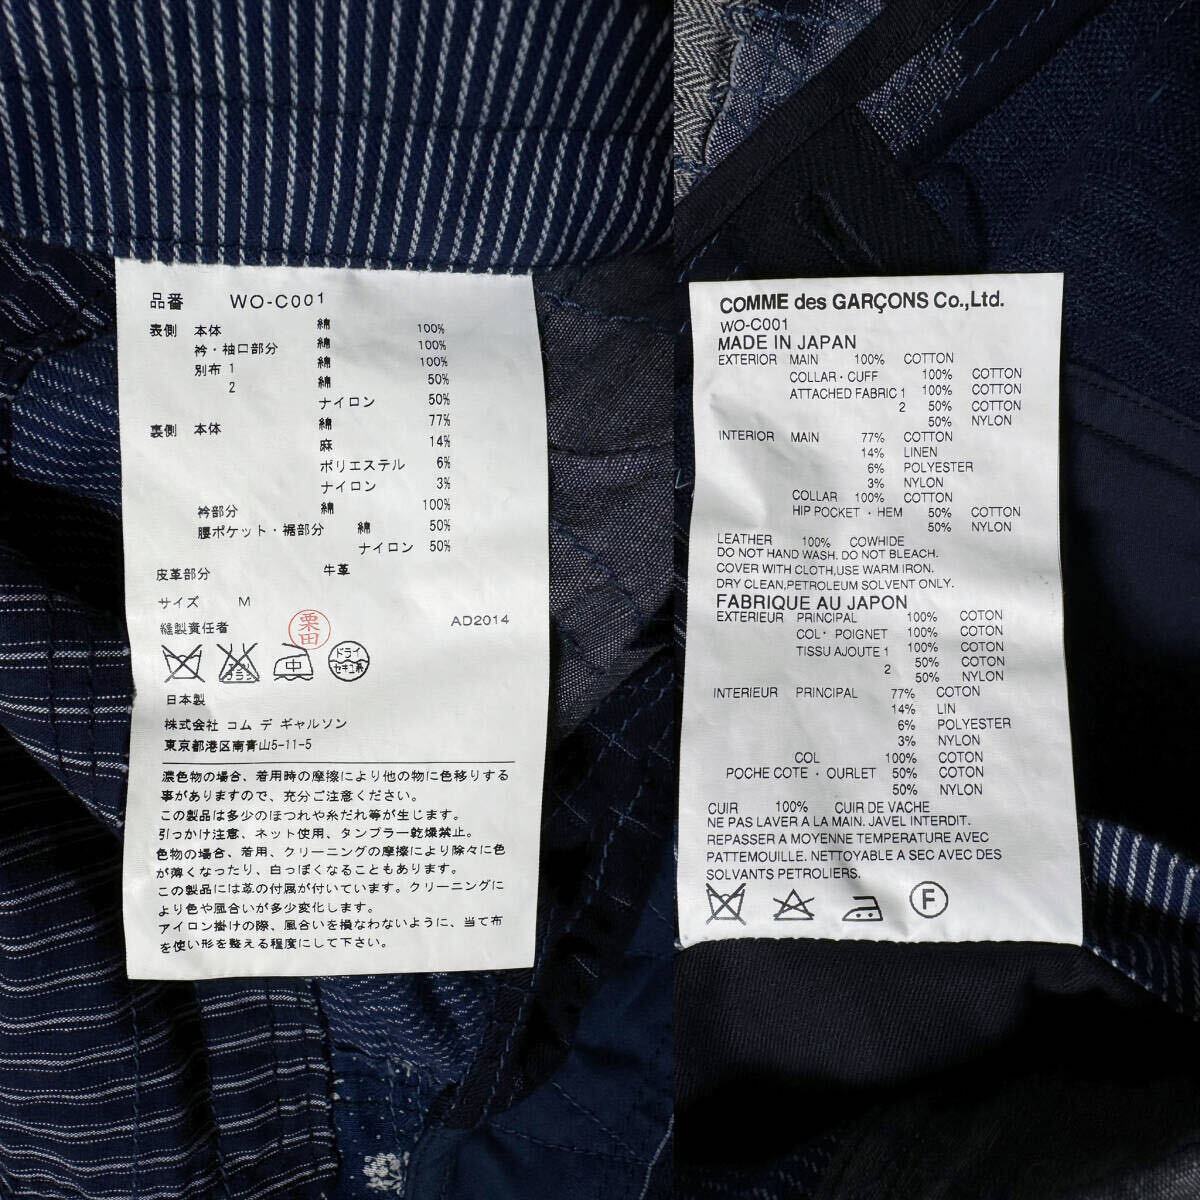 品番 WO-C001
表側 本体 綿 100%
衿・袖口部分 綿 100%
別布 1 綿 100%
2 綿 50%
ナイロン 50%
裏側 本体 綿 77%
麻 14%
ポリエステル 6%
ナイロン 3%
衿部分 綿 100%
腰ポケット・裾部分 綿 50%
ナイロン 50%
皮革部分 牛革
サイズ M
縫製責任者 栗田 AD2014
中 ドライ セキユ系
日本製
株式会社 コム デ ギャルソン
東京都港区南青山5-11-5
濃色物の場合、着用時の摩擦により他の物に色移りする
事がありますので、充分ご注意ください。
この製品は多少のほつれや糸だれ等が生じます。
引っかけ注意、ネット使用、タンブラー乾燥禁止。
色物の場合、着用、クリーニングの摩擦により除々に色
が薄くなったり、白っぽくなることもあります。
この製品には革の付属が付いています。クリーニングに
より色や風合いが多少変化します。
アイロン掛けの際、風合いを損なわないように、当て布
を使い形を整える程度にして下さい。
COMME des GARÇONS Co.,Ltd.
WO-C001
MADE IN JAPAN
EXTERIOR MAIN 100% COTTON
COLLAR・CUFF 100% COTTON
ATTACHED FABRIC 1 100% COTTON
2 50% COTTON
50% NYLON
INTERIOR MAIN 77% COTTON
14% LINEN
6% POLYESTER
3% NYLON
COLLAR 100% COTTON
HIP POCKET・HEM 50% COTTON
50% NYLON
LEATHER 100% COWHIDE
DO NOT HAND WASH. DO NOT BLEACH.
COVER WITH CLOTH,USE WARM IRON.
DRY CLEAN,PETROLEUM SOLVENT ONLY.
FABRIQUE AU JAPON
EXTERIEUR PRINCIPAL 100% COTON
COL・POIGNET 100% COTON
TISSU AJOUTE 1 100% COTON
2 50% COTON
50% NYLON
INTERIEUR PRINCIPAL 77% COTON
14% LIN
6% POLYESTER
3% NYLON
COL 100% COTON
POCHE COTE・OURLET 50% COTON
50% NYLON
CUIR 100% CUIR DE VACHE
NE PAS LAVER A LA MAIN. JAVEL INTERDIT.
REPASSER A MOYENNE TEMPERATURE AVEC
PATTEMOUILLE. NETTOYABLE A SEC AVEC DES
SOLVANTS PETROLIERS.
F